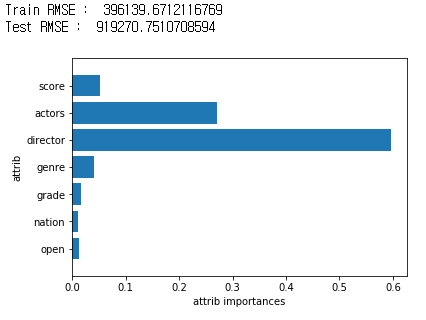 Train RMSE :  396139.6712116769
Test RMSE :  919270.7510708594
score
actors
director
genre
grade
nation
open
attrib
0.0 0.1 0.2 0.3 0.4 0.5 0.6
attrib importances